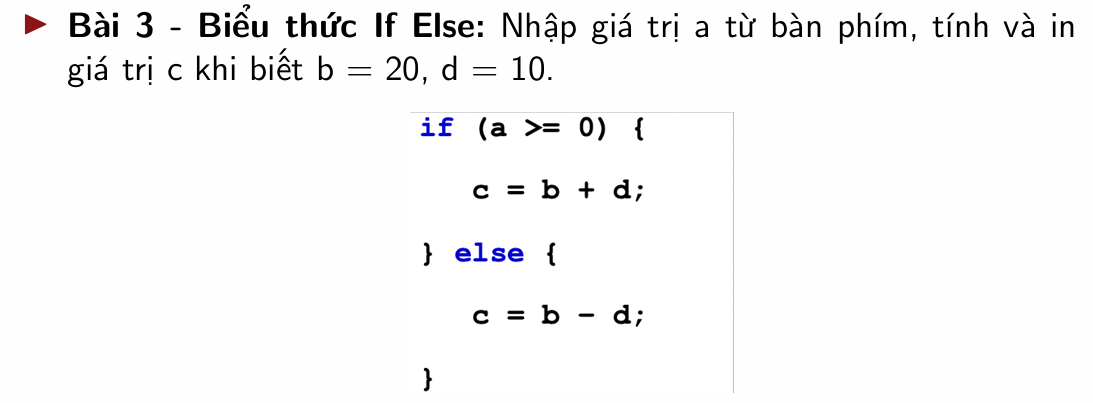 Bài 3 - Biểu thức If Else: Nhập giá trị a từ bàn phím, tính và in
giá trị c khi biết b = 20, d = 10.
if (a >= 0) {
c = b + d;
} else {
c = b - d;
}